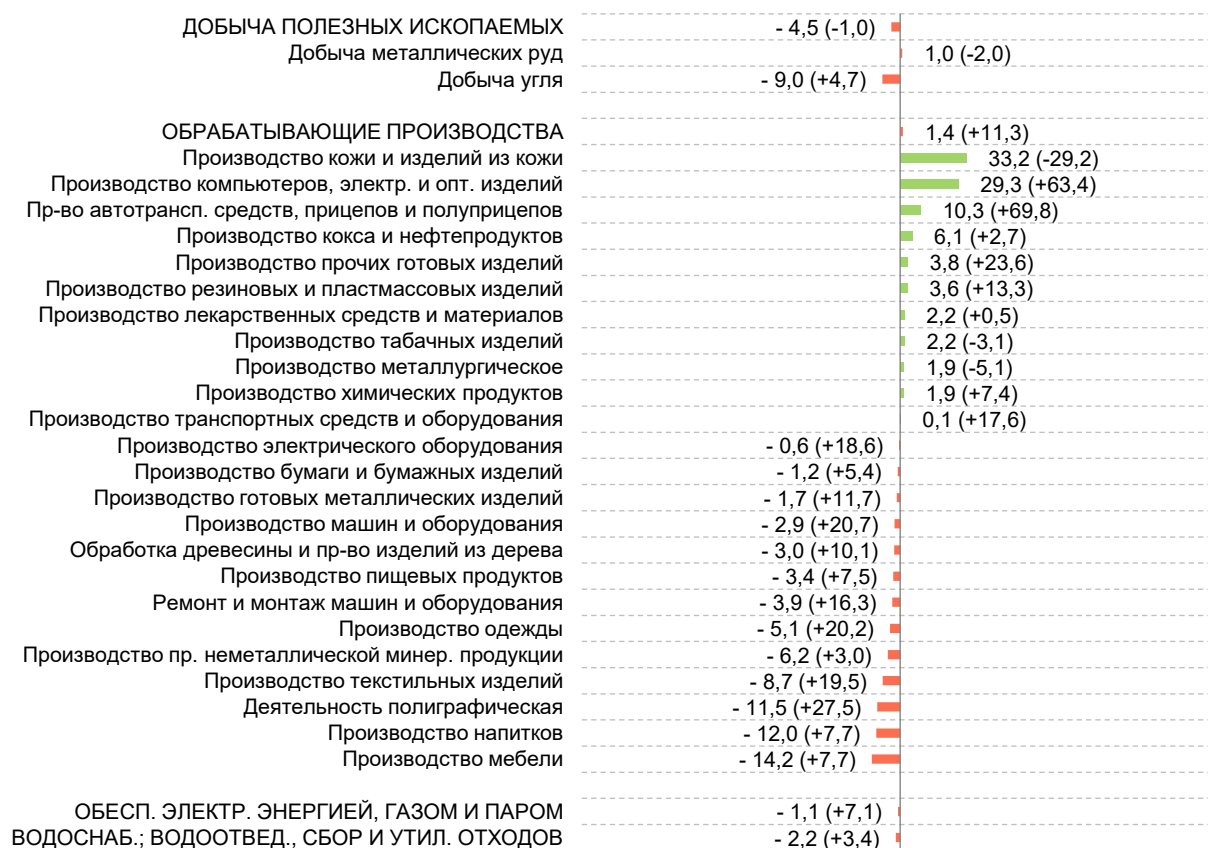 ДОБЫЧА ПОЛЕЗНЫХ ИСКОПАЕМЫХ - 4,5 (-1,0)
Добыча металлических руд 1,0 (-2,0)
Добыча угля - 9,0 (+4,7)
ОБРАБАТЫВАЮЩИЕ ПРОИЗВОДСТВА 1,4 (+11,3)
Производство кожи и изделий из кожи 33,2 (-29,2)
Производство компьютеров, электр. и опт. изделий 29,3 (+63,4)
Пр-во автотрансп. средств, прицепов и полуприцепов 10,3 (+69,8)
Производство кокса и нефтепродуктов 6,1 (+2,7)
Производство прочих готовых изделий 3,8 (+23,6)
Производство резиновых и пластмассовых изделий 3,6 (+13,3)
Производство лекарственных средств и материалов 2,2 (+0,5)
Производство табачных изделий 2,2 (-3,1)
Производство металлургическое 1,9 (-5,1)
Производство химических продуктов 1,9 (+7,4)
Производство транспортных средств и оборудования 0,1 (+17,6)
Производство электрического оборудования - 0,6 (+18,6)
Производство бумаги и бумажных изделий - 1,2 (+5,4)
Производство готовых металлических изделий - 1,7 (+11,7)
Производство машин и оборудования - 2,9 (+20,7)
Обработка древесины и пр-во изделий из дерева - 3,0 (+10,1)
Производство пищевых продуктов - 3,4 (+7,5)
Ремонт и монтаж машин и оборудования - 3,9 (+16,3)
Производство одежды - 5,1 (+20,2)
Производство пр. неметаллической минер. продукции - 6,2 (+3,0)
Производство текстильных изделий - 8,7 (+19,5)
Деятельность полиграфическая - 11,5 (+27,5)
Производство напитков - 12,0 (+7,7)
Производство мебели - 14,2 (+7,7)
ОБЕСП. ЭЛЕКТР. ЭНЕРГИЕЙ, ГАЗОМ И ПАРОМ - 1,1 (+7,1)
ВОДОСНАБ.; ВОДООТВЕД., СБОР И УТИЛ. ОТХОДОВ - 2,2 (+3,4)